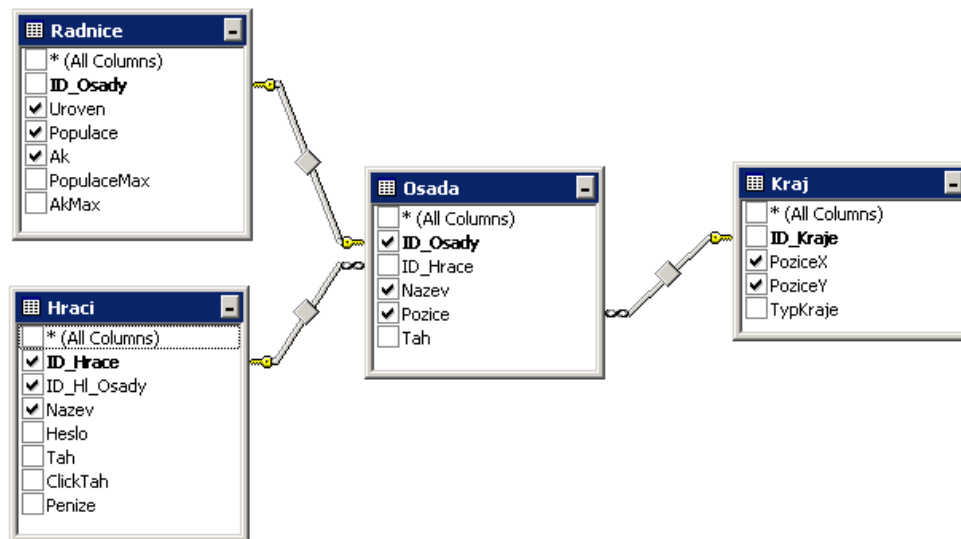 Radnice
* (All Columns)
ID_Osady
Uroven
Populace
Ak
PopulaceMax
AkMax
Hraci
* (All Columns)
ID_Hrace
ID_Hl_Osady
Nazev
Heslo
Tah
ClickTah
Penize
Osada
* (All Columns)
ID_Osady
ID_Hrace
Nazev
Pozice
Tah
Kraj
* (All Columns)
ID_Kraje
PoziceX
PoziceY
TypKraje